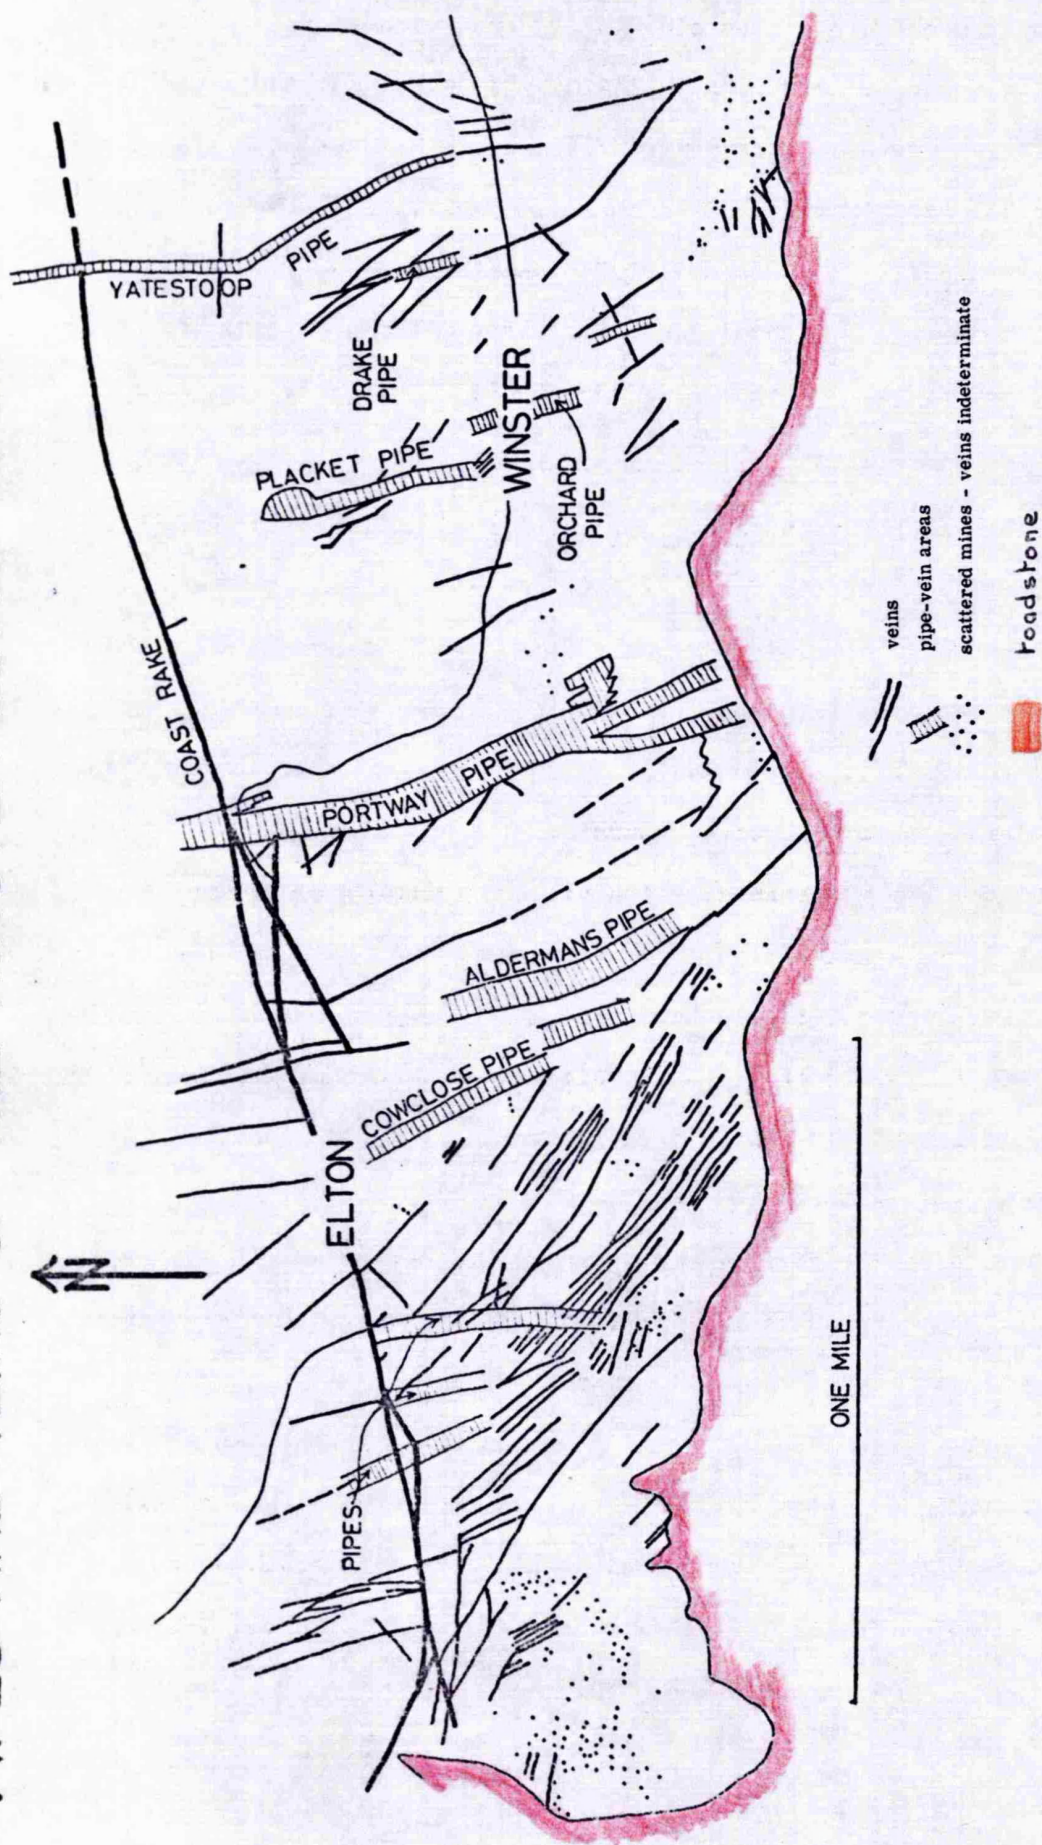 N
COAST RAKE
YATESTOOP
PIPE
DRAKE
PIPE
PLACKET PIPE
WINSTER
ORCHARD
PIPE
PORTWAY PIPE
ALDERMANS PIPE
COWCLOSE PIPE
ELTON
PIPES
ONE MILE
veins
pipe-vein areas
scattered mines - veins indeterminate
toadstone